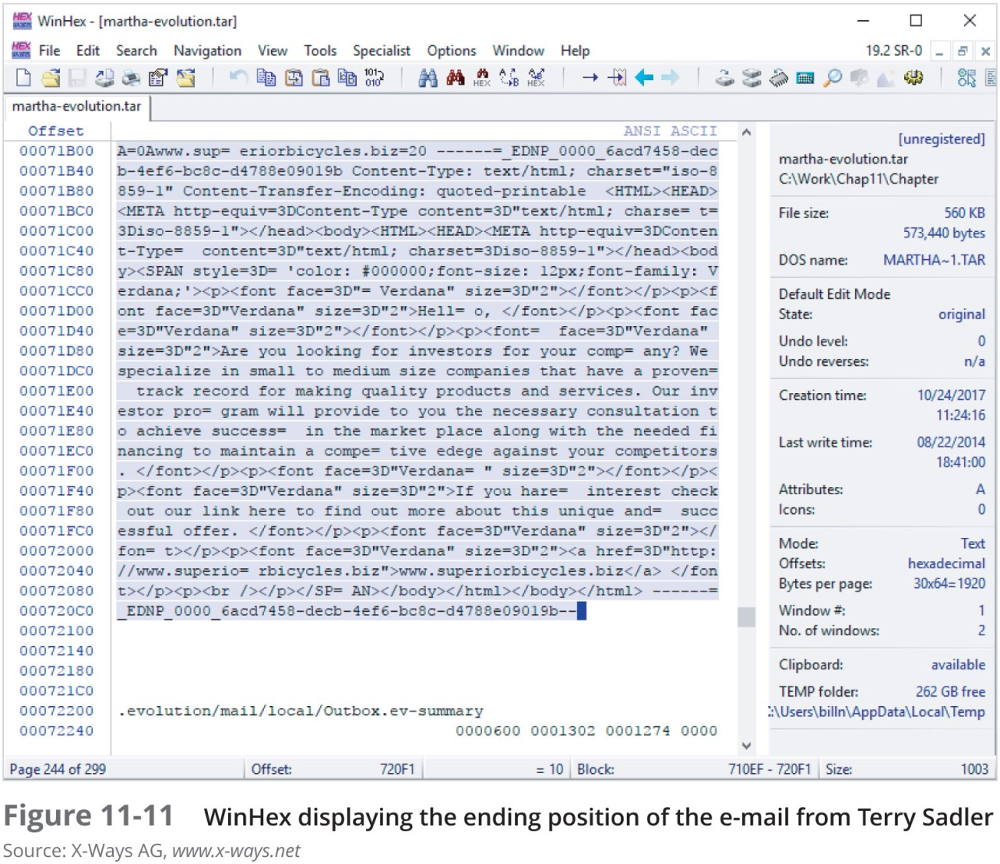 WinHex - [martha-evolution.tar]
File Edit Search Navigation View Tools Specialist Options Window Help 19.2 SR-0
martha-evolution.tar
Offset ANSI ASCII
00071B00 A=0Awww.sup= eriorbicycles.biz=20 ------=_EDNP_0000_6acd7458-dec
00071B40 b-4ef6-bc8c-d4788e09019b Content-Type: text/html; charset="iso-8
00071B80 859-1" Content-Transfer-Encoding: quoted-printable <HTML><HEAD>
00071BC0 <META http-equiv=3DContent-Type content=3D"text/html; charse= t=
00071C00 3Diso-8859-1"></head><body><HTML><HEAD><META http-equiv=3DConten
00071C40 t-Type= content=3D"text/html; charset=3Diso-8859-1"></head><bod
00071C80 y><SPAN style=3D= 'color: #000000;font-size: 12px;font-family: V
00071CC0 erdana;'><p><font face=3D"= Verdana" size=3D"2"></font></p><p><f
00071D00 ont face=3D"Verdana" size=3D"2">Hell= o, </font></p><p><font fac
00071D40 e=3D"Verdana" size=3D"2"></font></p><p><font= face=3D"Verdana"
00071D80 size=3D"2">Are you looking for investors for your comp= any? We
00071DC0 specialize in small to medium size companies that have a proven=
00071E00 track record for making quality products and services. Our inv
00071E40 estor pro= gram will provide to you the necessary consultation t
00071E80 o achieve success= in the market place along with the needed fi
00071EC0 nancing to maintain a compe= tive edege against your competitors
00071F00 . </font></p><p><font face=3D"Verdana= " size=3D"2"></font></p><
00071F40 p><font face=3D"Verdana" size=3D"2">If you hare= interest check
00071F80 out our link here to find out more about this unique and= succ
00071FC0 essful offer. </font></p><p><font face=3D"Verdana" size=3D"2"></
00072000 fon= t></p><p><font face=3D"Verdana" size=3D"2"><a href=3D"http:
00072040 //www.superio= rbicycles.biz">www.superiorbicycles.biz</a> </fon
00072080 t></p><p><br /></p></SP= AN></body></html></body></html> ------=
000720C0 _EDNP_0000_6acd7458-decb-4ef6-bc8c-d4788e09019b--
00072100
00072140
00072180
000721C0
00072200 .evolution/mail/local/Outbox.ev-summary
00072240 0000600 0001302 0001274 0000
[unregistered]
martha-evolution.tar
C:\Work\Chap11\Chapter
File size: 560 KB
573,440 bytes
DOS name: MARTHA~1.TAR
Default Edit Mode
State: original
Undo level: 0
Undo reverses: n/a
Creation time: 10/24/2017
11:24:16
Last write time: 08/22/2014
18:41:00
Attributes: A
Icons: 0
Mode: Text
Offsets: hexadecimal
Bytes per page: 30x64=1920
Window #: 1
No. of windows: 2
Clipboard: available
TEMP folder: 262 GB free
:\Users\billn\AppData\Local\Temp
Page 244 of 299 Offset: 720F1 = 10 Block: 710EF - 720F1 Size: 1003
Figure 11-11 WinHex displaying the ending position of the e-mail from Terry Sadler
Source: X-Ways AG, www.x-ways.net